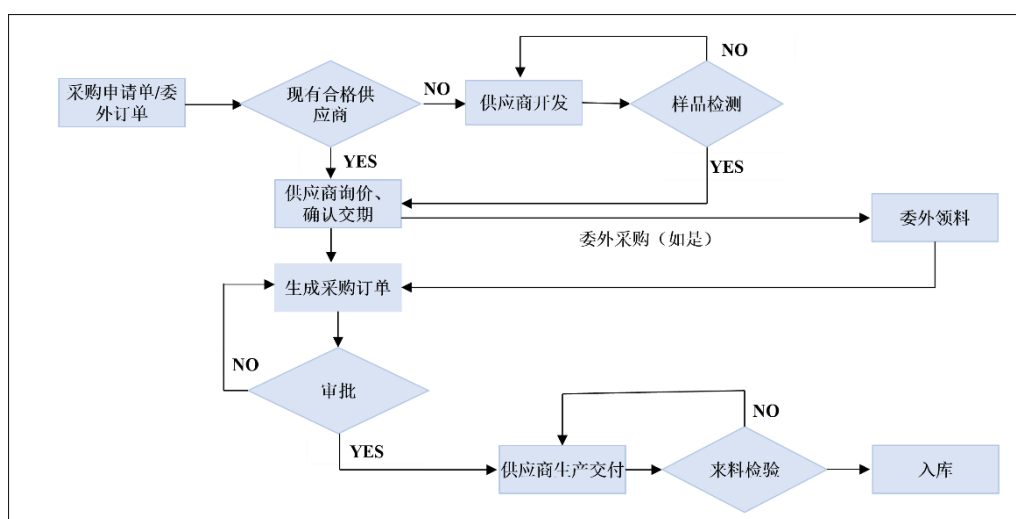 NO
采购申请单/委
外订单
现有合格供
应商
NO
供应商开发
样品检测
YES
YES
供应商询价、
确认交期
委外领料
委外采购（如是）
生成采购订单
NO
审批
NO
YES
供应商生产交付
来料检验
入库